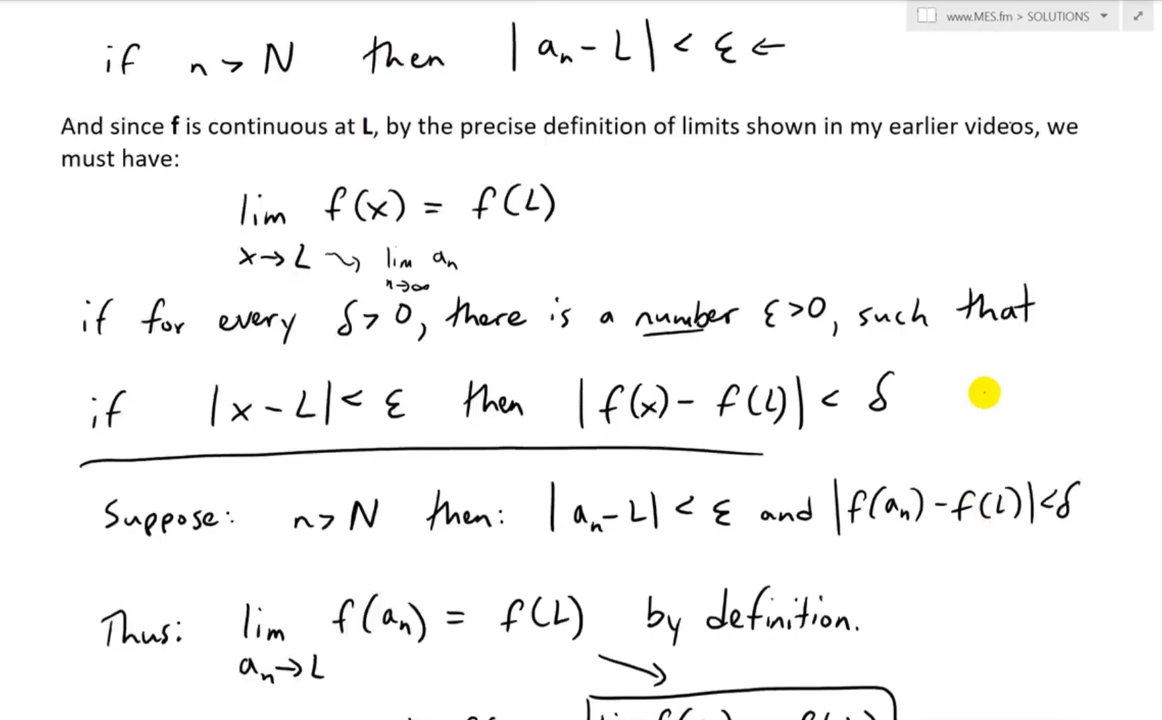 www.MES.fm > SOLUTIONS
if n > N then |aₙ - L| < ε ←
And since f is continuous at L, by the precise definition of limits shown in my earlier videos, we
must have:
lim f(x) = f(L)
x→L ⤳ lim aₙ
n→∞
if for every δ > 0, there is a number ε > 0, such that
if |x - L| < ε then |f(x) - f(L)| < δ
Suppose: n > N then: |aₙ - L| < ε and |f(aₙ) - f(L)| < δ
Thus: lim f(aₙ) = f(L) by definition.
aₙ→L